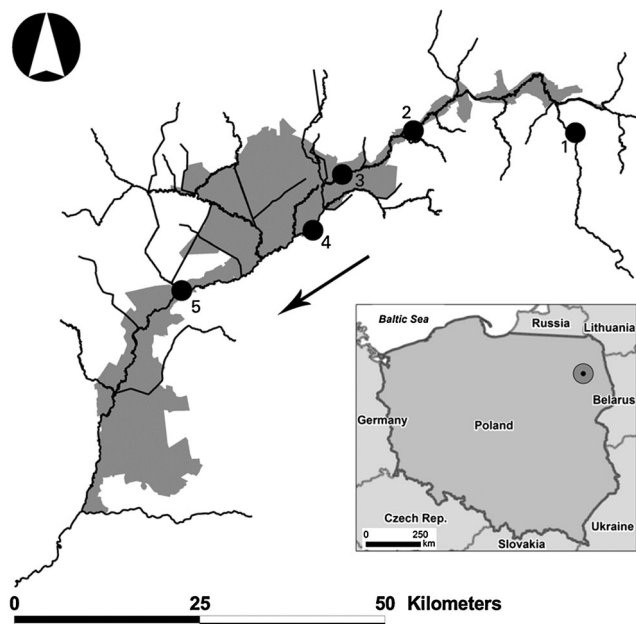 2
1
3
4
5
Baltic Sea
Russia
Lithuania
Belarus
Germany
Poland
Czech Rep.
Ukraine
Slovakia
0 250
km
0 25 50 Kilometers